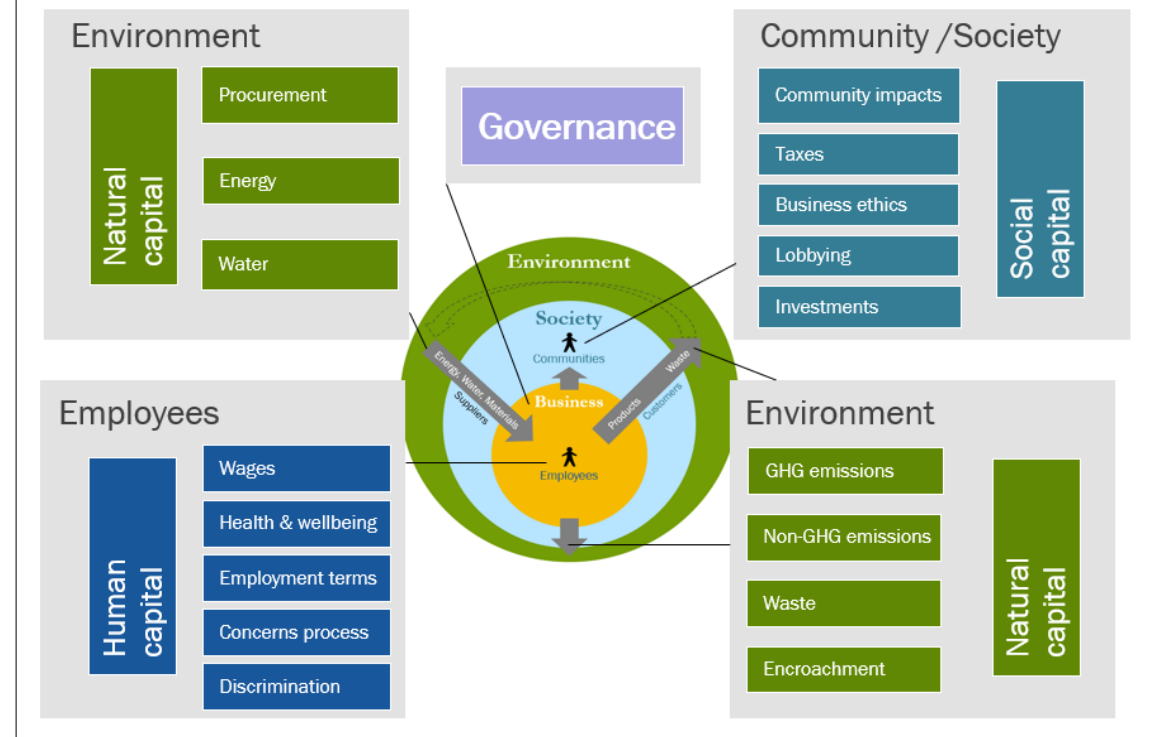 Environment
Natural
capital
Procurement
Energy
Water
Governance
Community /Society
Community impacts
Taxes
Business ethics
Lobbying
Investments
Social
capital
Environment
Society
Communities
Energy, Water, Materials
Suppliers
Business
Employees
Products
Waste
Customers
Employees
Human
capital
Wages
Health & wellbeing
Employment terms
Concerns process
Discrimination
Environment
GHG emissions
Non-GHG emissions
Waste
Encroachment
Natural
capital